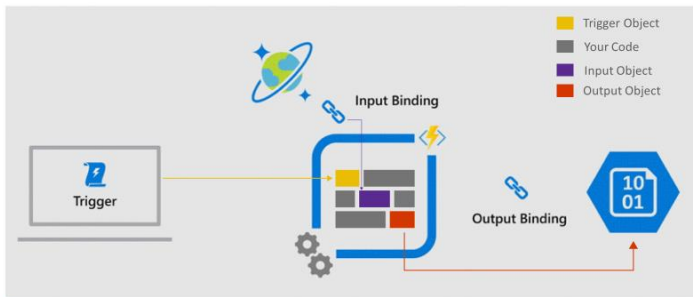 Trigger Object
Your Code
Input Object
Output Object
Input Binding
Trigger
Output Binding
10
01